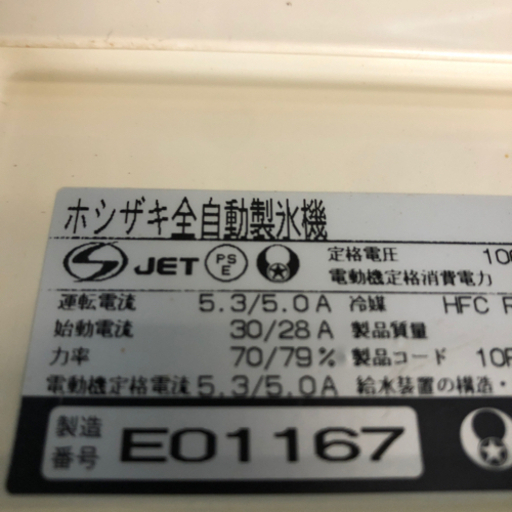 ホシザキ全自動製氷機
JET PS E 定格電圧 100
電動機定格消費電力
運転電流 5.3/5.0A 冷媒 HFC R
始動電流 30/28A 製品質量
力率 70/79% 製品コード 10
電動機定格電流 5.3/5.0A 給水装置の構造・
製造番号 E01167